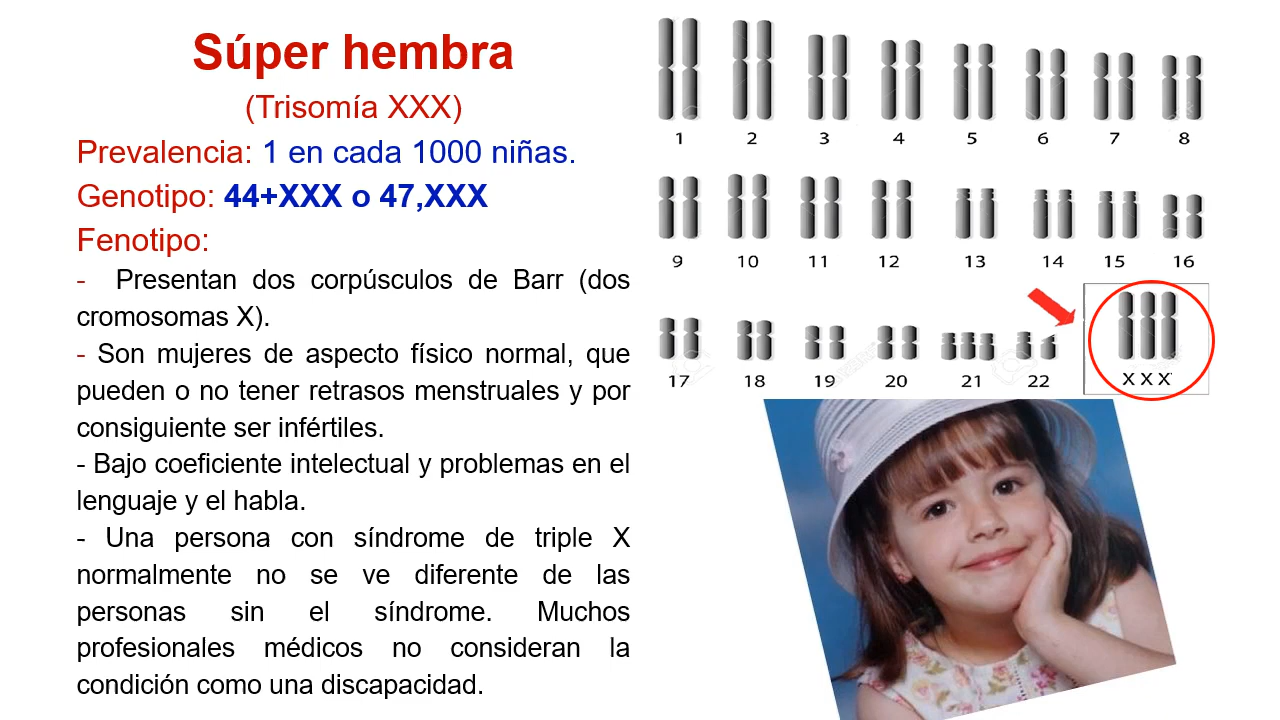 Súper hembra
(Trisomía XXX)
Prevalencia: 1 en cada 1000 niñas.
Genotipo: 44+XXX o 47,XXX
Fenotipo:
- Presentan dos corpúsculos de Barr (dos
cromosomas X).
- Son mujeres de aspecto físico normal, que
pueden o no tener retrasos menstruales y por
consiguiente ser infértiles.
- Bajo coeficiente intelectual y problemas en el
lenguaje y el habla.
- Una persona con síndrome de triple X
normalmente no se ve diferente de las
personas sin el síndrome. Muchos
profesionales médicos no consideran la
condición como una discapacidad.
1 2 3 4 5 6 7 8
9 10 11 12 13 14 15 16
17 18 19 20 21 22 X X X